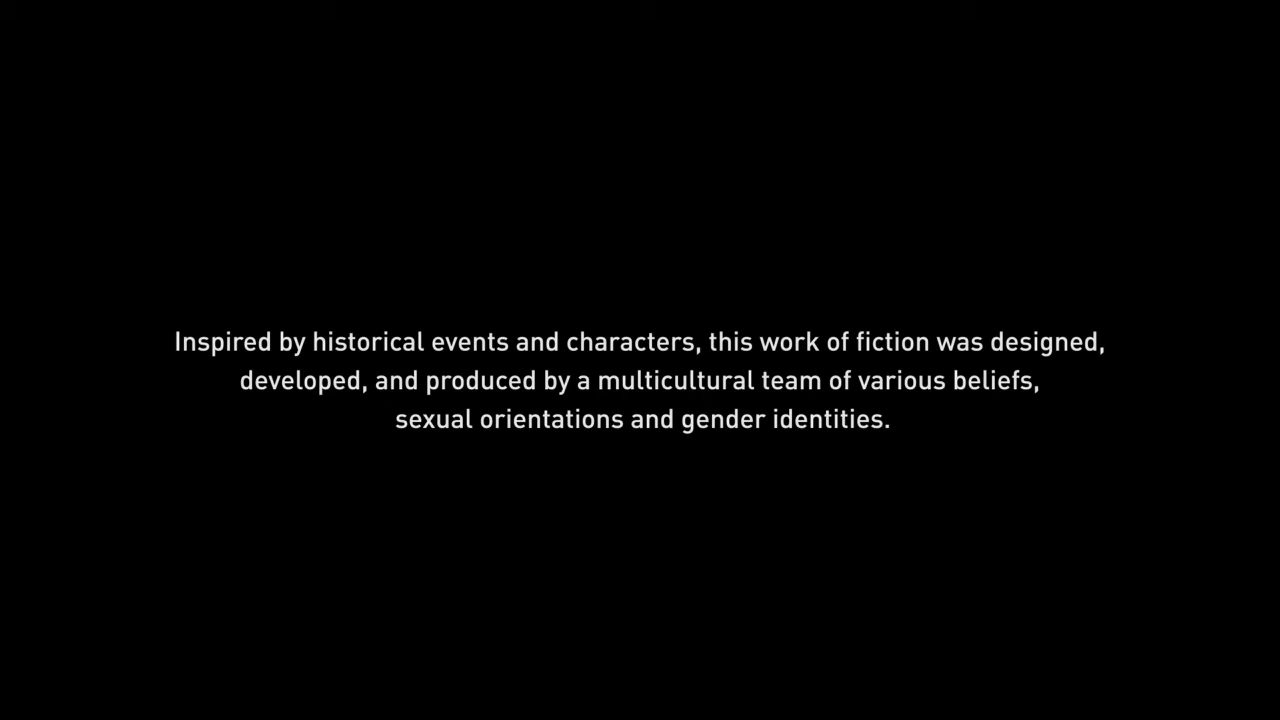 Inspired by historical events and characters, this work of fiction was designed,
developed, and produced by a multicultural team of various beliefs,
sexual orientations and gender identities.